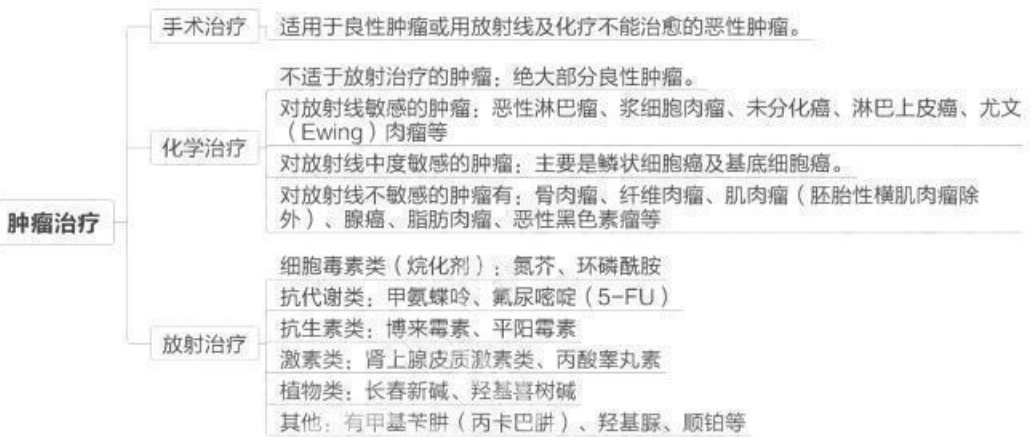 肿瘤治疗
手术治疗
适用于良性肿瘤或用放射线及化疗不能治愈的恶性肿瘤。
化学治疗
不适于放射治疗的肿瘤：绝大部分良性肿瘤。
对放射线敏感的肿瘤：恶性淋巴瘤、浆细胞肉瘤、未分化癌、淋巴上皮癌、尤文
（Ewing）肉瘤等
对放射线中度敏感的肿瘤：主要是鳞状细胞癌及基底细胞癌。
对放射线不敏感的肿瘤有：骨肉瘤、纤维肉瘤、肌肉瘤（胚胎性横肌肉瘤除
外）、腺癌、脂肪肉瘤、恶性黑色素瘤等
放射治疗
细胞毒素类（烷化剂）：氮芥、环磷酰胺
抗代谢类：甲氨蝶呤、氟尿嘧啶（5-FU）
抗生素类：博来霉素、平阳霉素
激素类：肾上腺皮质激素类、丙酸睾丸素
植物类：长春新碱、羟基喜树碱
其他：有甲基苄肼（丙卡巴肼）、羟基脲、顺铂等